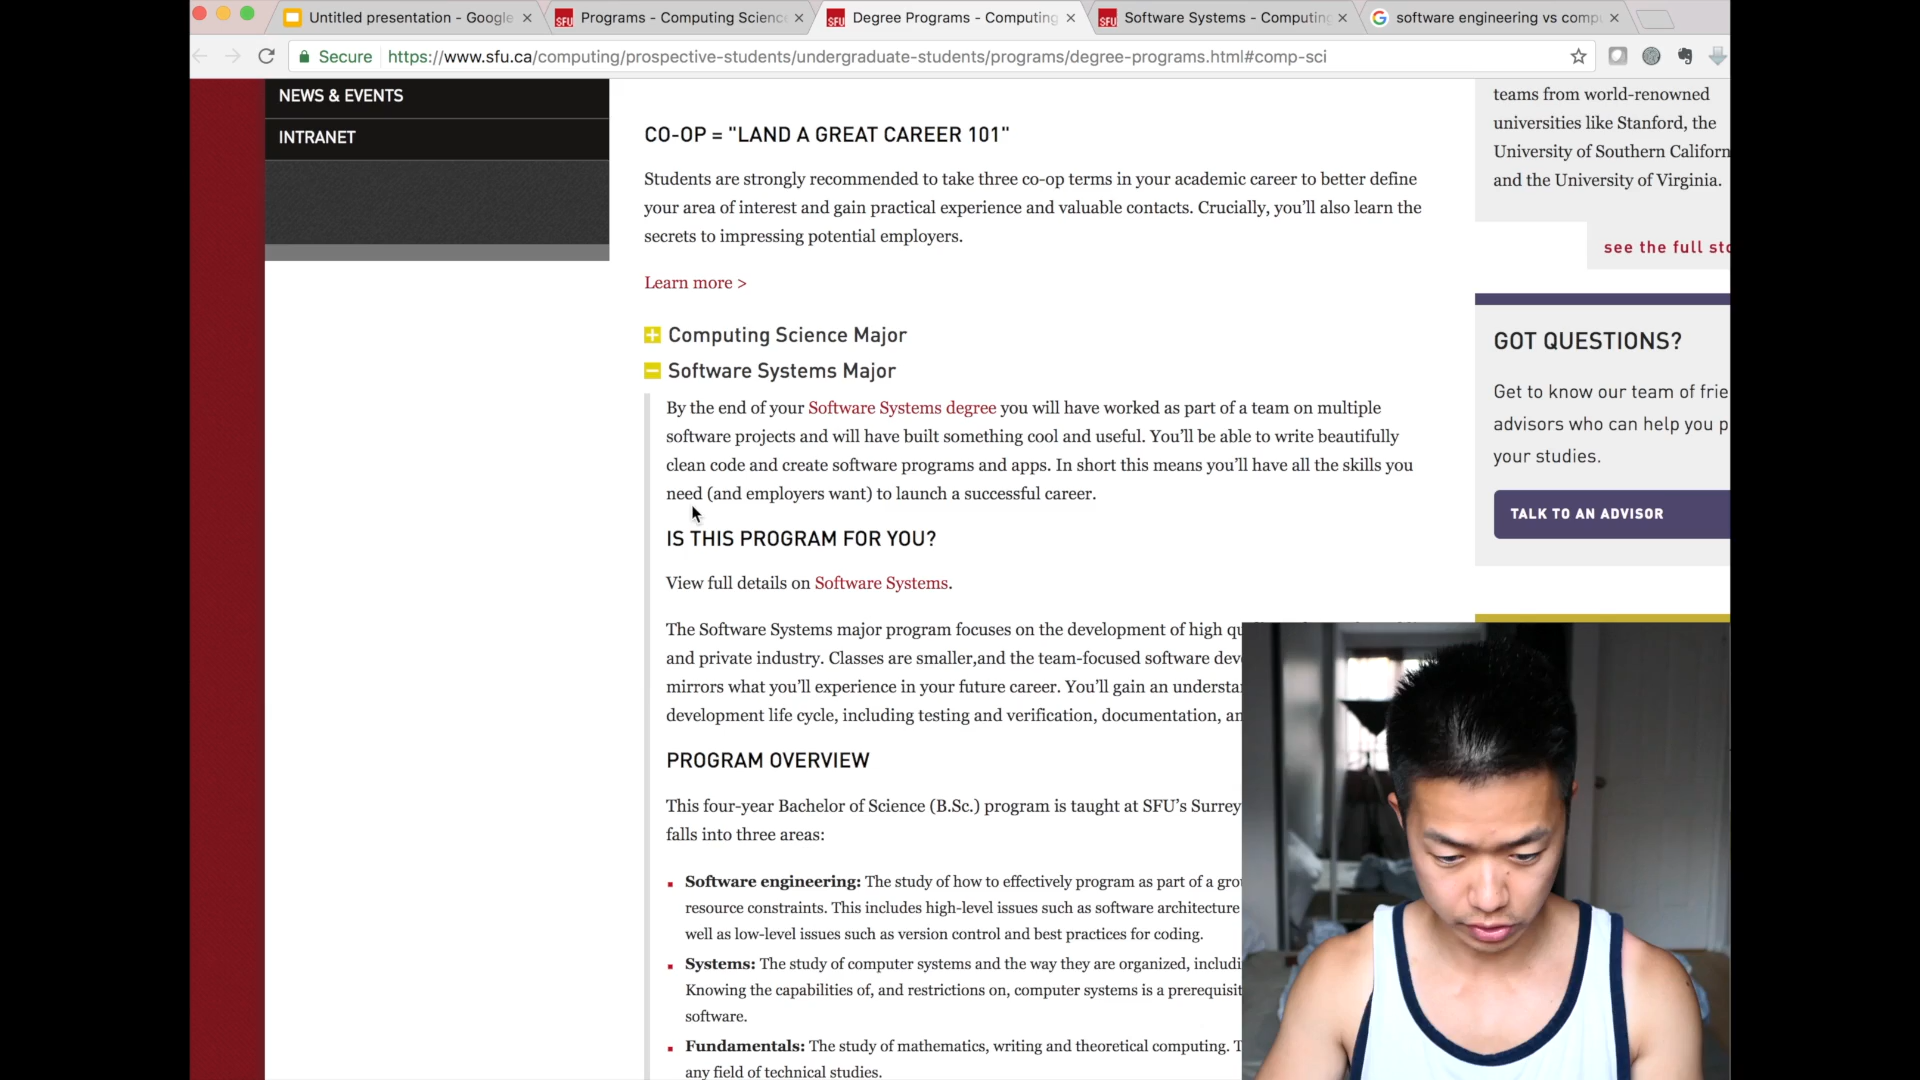 Untitled presentation - Google
Programs - Computing Science
Degree Programs - Computing
Software Systems - Computing
software engineering vs comp
Secure
https://www.sfu.ca/computing/prospective-students/undergraduate-students/programs/degree-programs.html#comp-sci
NEWS & EVENTS
INTRANET
CO-OP = "LAND A GREAT CAREER 101"
Students are strongly recommended to take three co-op terms in your academic career to better define
your area of interest and gain practical experience and valuable contacts. Crucially, you’ll also learn the
secrets to impressing potential employers.
Learn more >
Computing Science Major
Software Systems Major
By the end of your Software Systems degree you will have worked as part of a team on multiple
software projects and will have built something cool and useful. You’ll be able to write beautifully
clean code and create software programs and apps. In short this means you’ll have all the skills you
need (and employers want) to launch a successful career.
IS THIS PROGRAM FOR YOU?
View full details on Software Systems.
The Software Systems major program focuses on the development of high
and private industry. Classes are smaller,and the team-focused software
mirrors what you’ll experience in your future career. You’ll gain an
development life cycle, including testing and verification, documentation,
PROGRAM OVERVIEW
This four-year Bachelor of Science (B.Sc.) program is taught at SFU’s Surrey
falls into three areas:
Software engineering: The study of how to effectively program as part of a
resource constraints. This includes high-level issues such as software architecture
well as low-level issues such as version control and best practices for coding.
Systems: The study of computer systems and the way they are organized,
Knowing the capabilities of, and restrictions on, computer systems is a
software.
Fundamentals: The study of mathematics, writing and theoretical computing.
any field of technical studies.
teams from world-renowned
universities like Stanford, the
University of Southern Californ
and the University of Virginia.
see the full sto
GOT QUESTIONS?
Get to know our team of frie
advisors who can help you p
your studies.
TALK TO AN ADVISOR